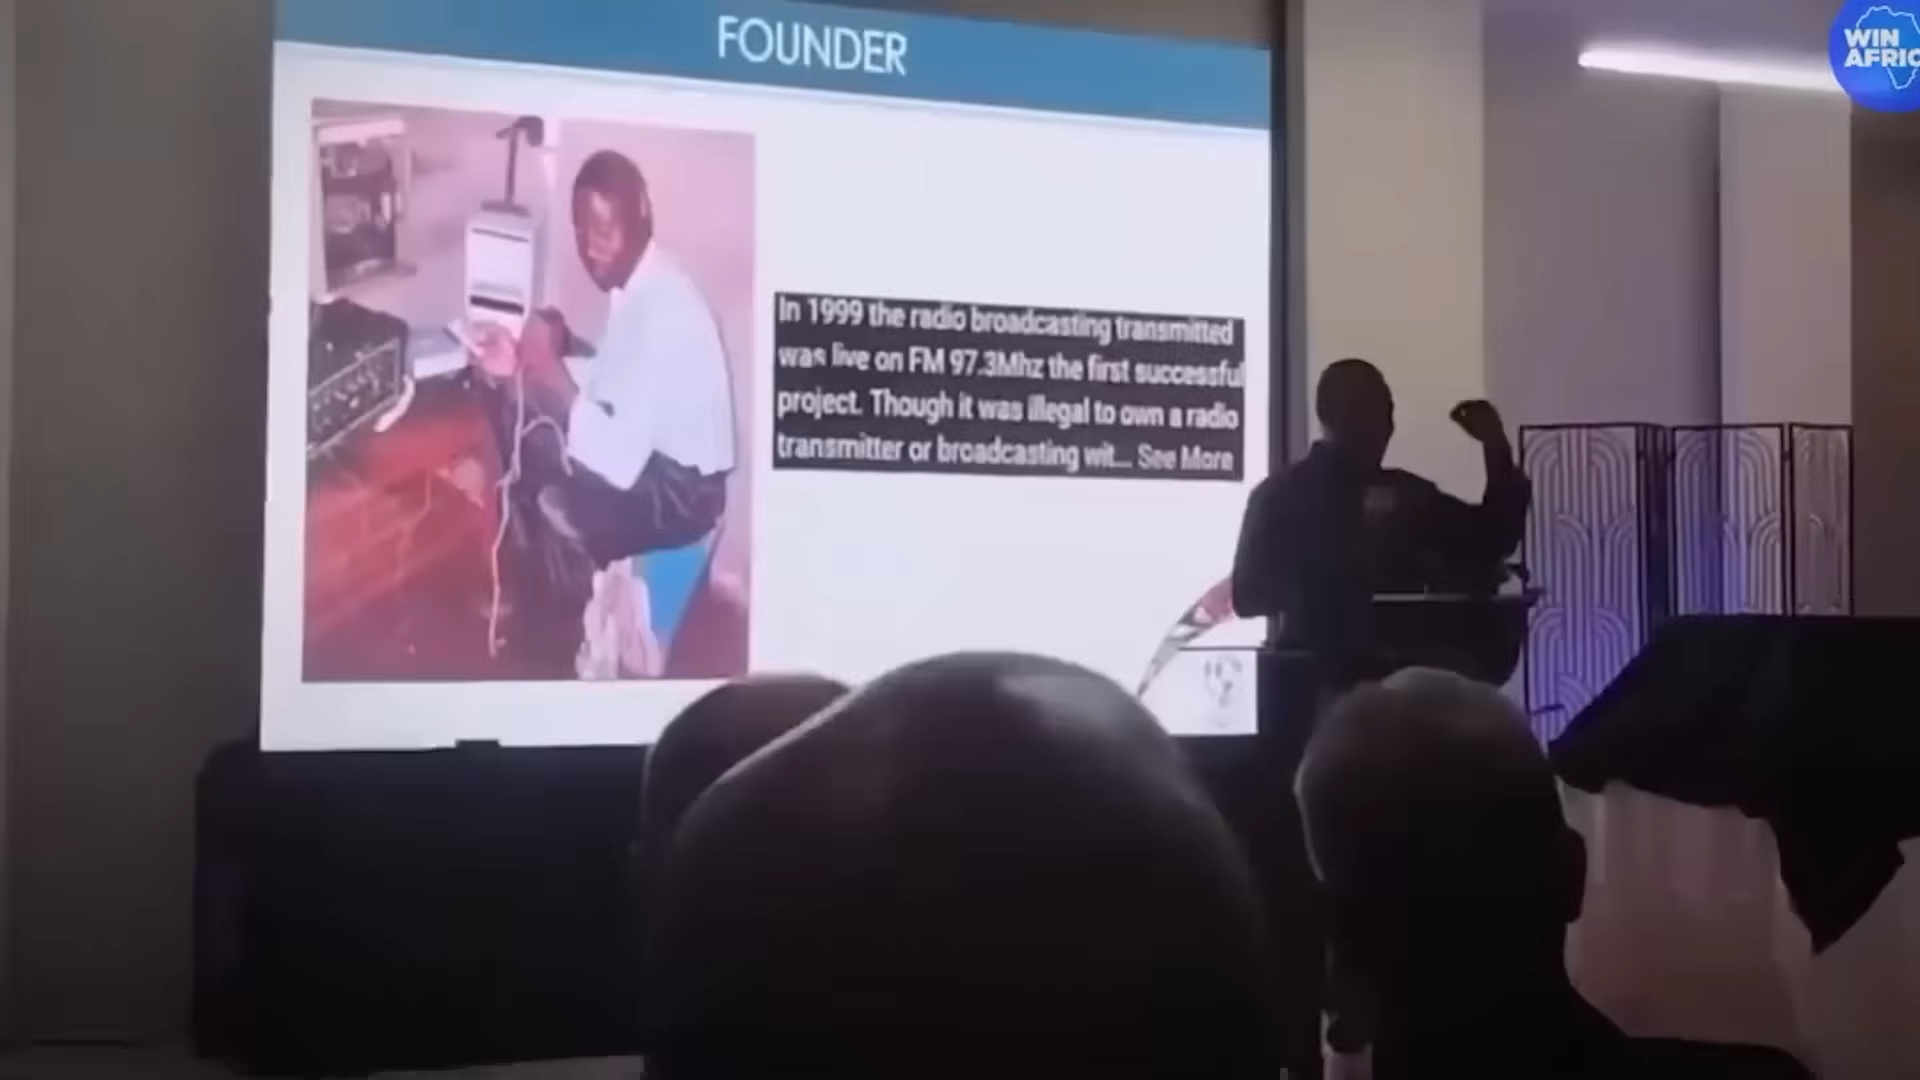 FOUNDER
WIN
AFRIC
In 1999 the radio broadcasting transmitted
was live on FM 97.3Mhz the first successful
project. Though it was illegal to own a radio
transmitter or broadcasting wit... See More